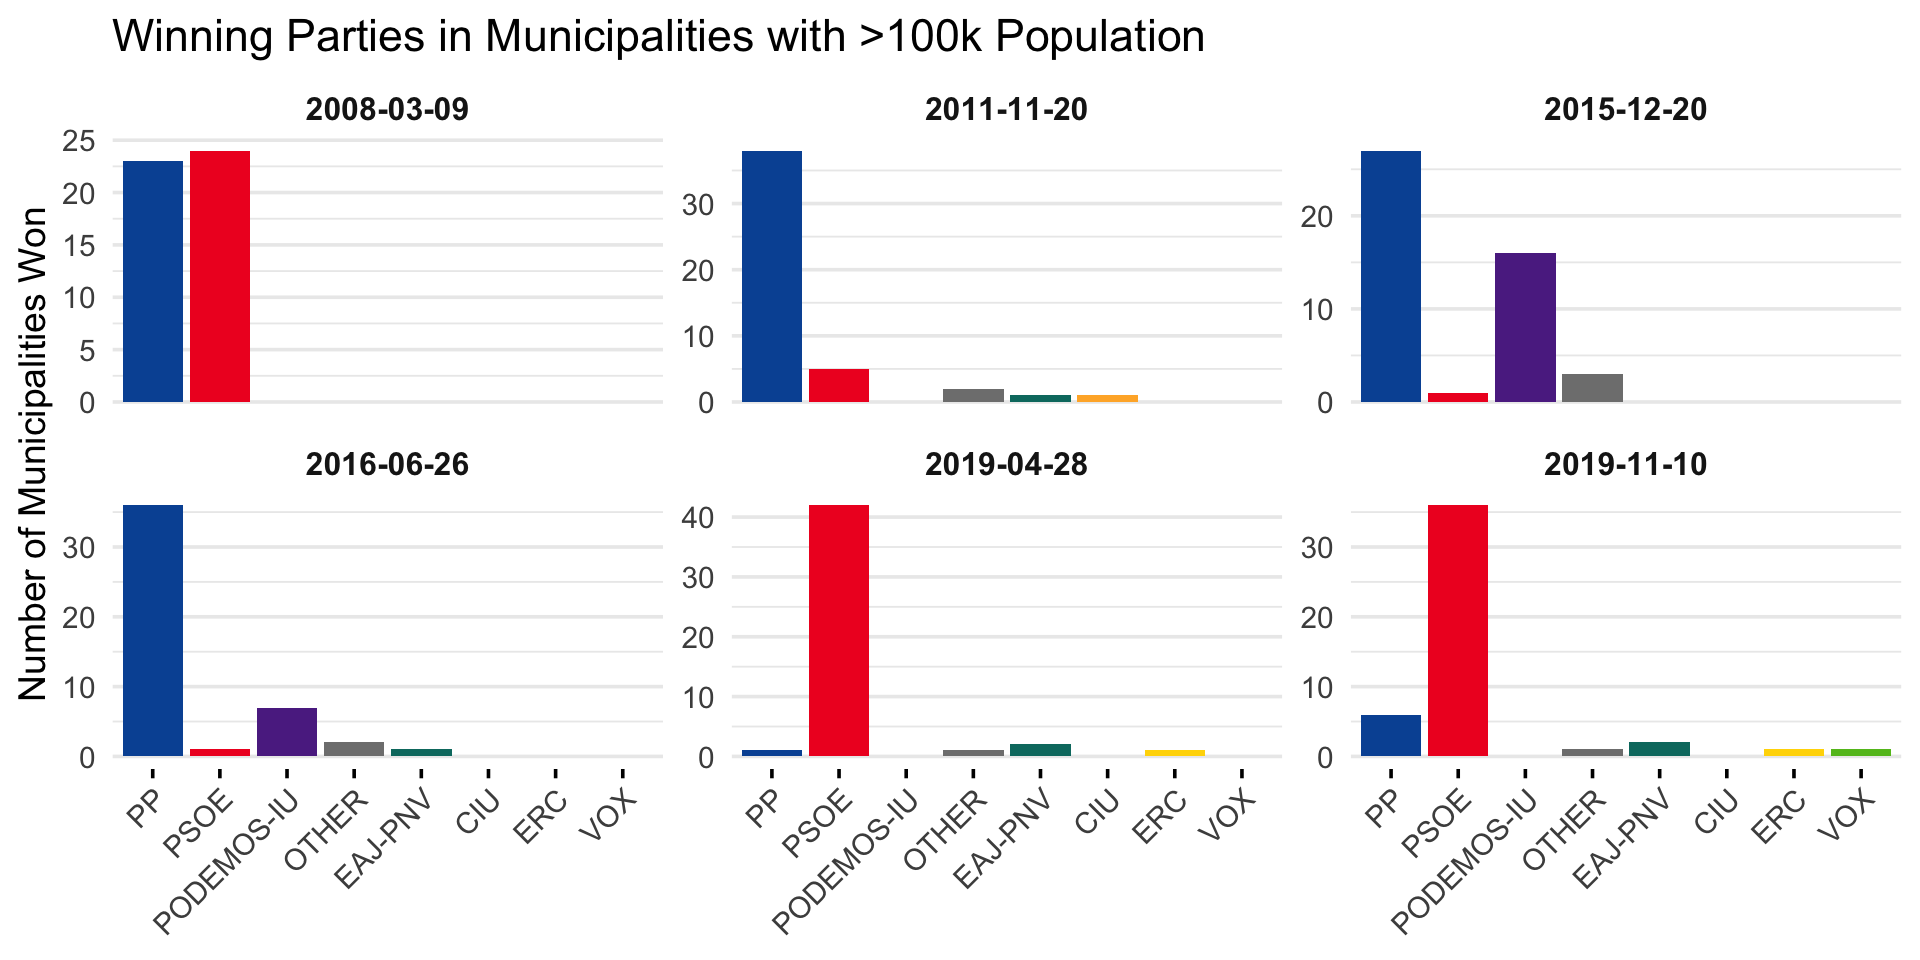 Winning Parties in Municipalities with >100k Population
Number of Municipalities Won
2008-03-09
25
20
15
10
5
0
2011-11-20
30
20
10
0
2015-12-20
20
10
0
2016-06-26
30
20
10
0
PP
PSOE
PODEMOS-IU
OTHER
EAJ-PNV
CIU
ERC
VOX
2019-04-28
40
30
20
10
0
PP
PSOE
PODEMOS-IU
OTHER
EAJ-PNV
CIU
ERC
VOX
2019-11-10
30
20
10
0
PP
PSOE
PODEMOS-IU
OTHER
EAJ-PNV
CIU
ERC
VOX